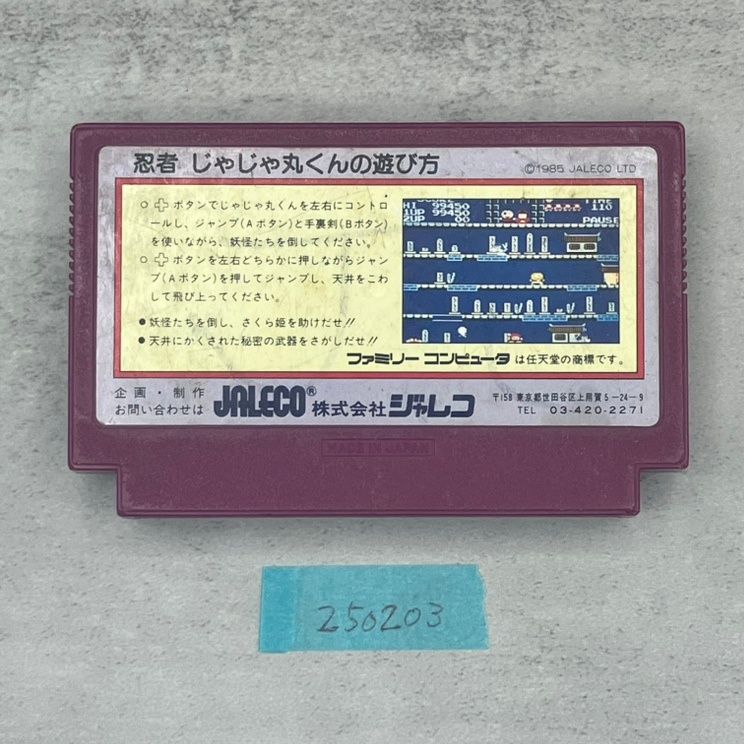 忍者 じゃじゃ丸くんの遊び方
©1985 JALECO LTD
○ ✚ボタンでじゃじゃ丸くんを左右にコントロ
ールし、ジャンプ(Aボタン)と手裏剣(Bボタン)
を使いながら、妖怪たちを倒してください。
○ ✚ボタンを左右どちらかに押しながらジャン
プ(Aボタン)を押してジャンプし、天井をこわ
して飛び上ってください。
● 妖怪たちを倒し、さくら姫を助けだせ!!
● 天井にかくされた秘密の武器をさがしだせ!!
HI 99450
1UP 99450
2UP 00
TIME
110
PAUSE
ファミリー コンピュータ は任天堂の商標です。
企画・制作
お問い合わせは
JALECO® 株式会社ジャレコ
〒158 東京都世田谷区上用賀5-24-9
TEL 03-420-2271
MADE IN JAPAN
250203